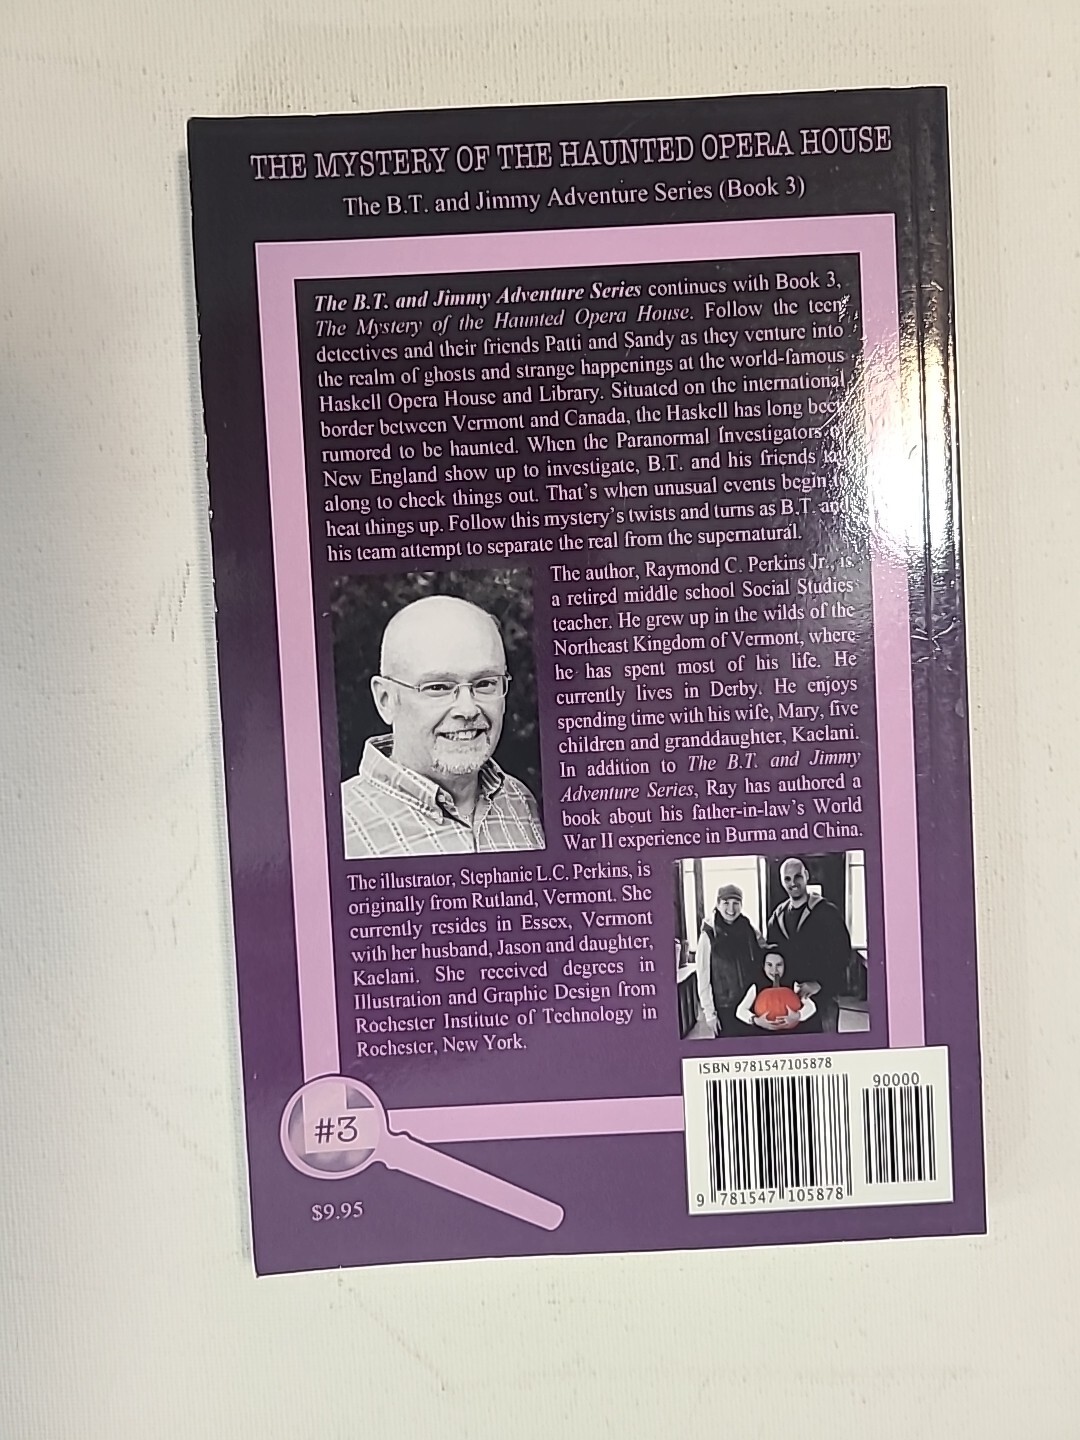 THE MYSTERY OF THE HAUNTED OPERA HOUSE
The B.T. and Jimmy Adventure Series (Book 3)
The B.T. and Jimmy Adventure Series continues with Book 3,
The Mystery of the Haunted Opera House. Follow the teen
detectives and their friends Patti and Sandy as they venture into
the realm of ghosts and strange happenings at the world-famous
Haskell Opera House and Library. Situated on the international
border between Vermont and Canada, the Haskell has long been
rumored to be haunted. When the Paranormal Investigators of
New England show up to investigate, B.T. and his friends
along to check things out. That's when unusual events begin
heat things up. Follow this mystery's twists and turns as B.T. and
his team attempt to separate the real from the supernatural.
The author, Raymond C. Perkins Jr., is
a retired middle school Social Studies
teacher. He grew up in the wilds of the
Northeast Kingdom of Vermont, where
he has spent most of his life. He
currently lives in Derby. He enjoys
spending time with his wife, Mary, five
children and granddaughter, Kaelani.
In addition to The B.T. and Jimmy
Adventure Series, Ray has authored a
book about his father-in-law's World
War II experience in Burma and China.
The illustrator, Stephanie L.C. Perkins, is
originally from Rutland, Vermont. She
currently resides in Essex, Vermont
with her husband, Jason and daughter,
Kaelani. She received degrees in
Illustration and Graphic Design from
Rochester Institute of Technology in
Rochester, New York.
ISBN 9781547105878
90000
9 781547 105878
#3
$9.95